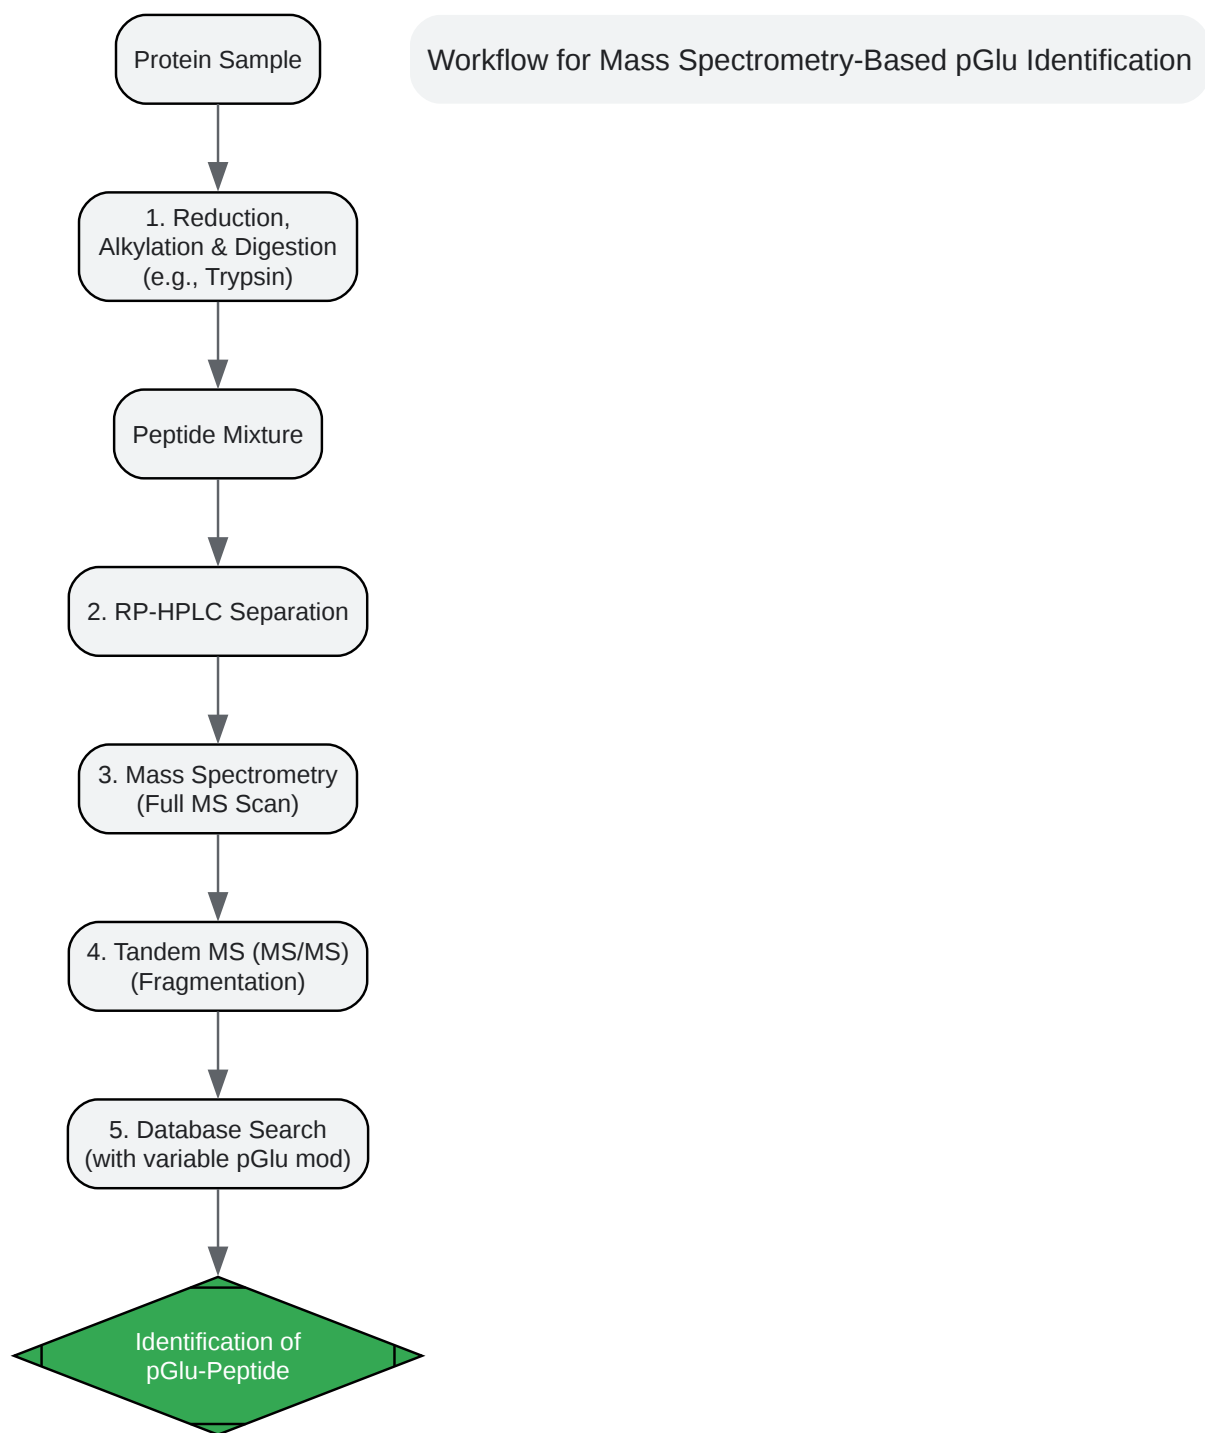 Protein Sample
Workflow for Mass Spectrometry-Based pGlu Identification
1. Reduction,
Alkylation & Digestion
(e.g., Trypsin)
Peptide Mixture
2. RP-HPLC Separation
3. Mass Spectrometry
(Full MS Scan)
4. Tandem MS (MS/MS)
(Fragmentation)
5. Database Search
(with variable pGlu mod)
Identification of
pGlu-Peptide